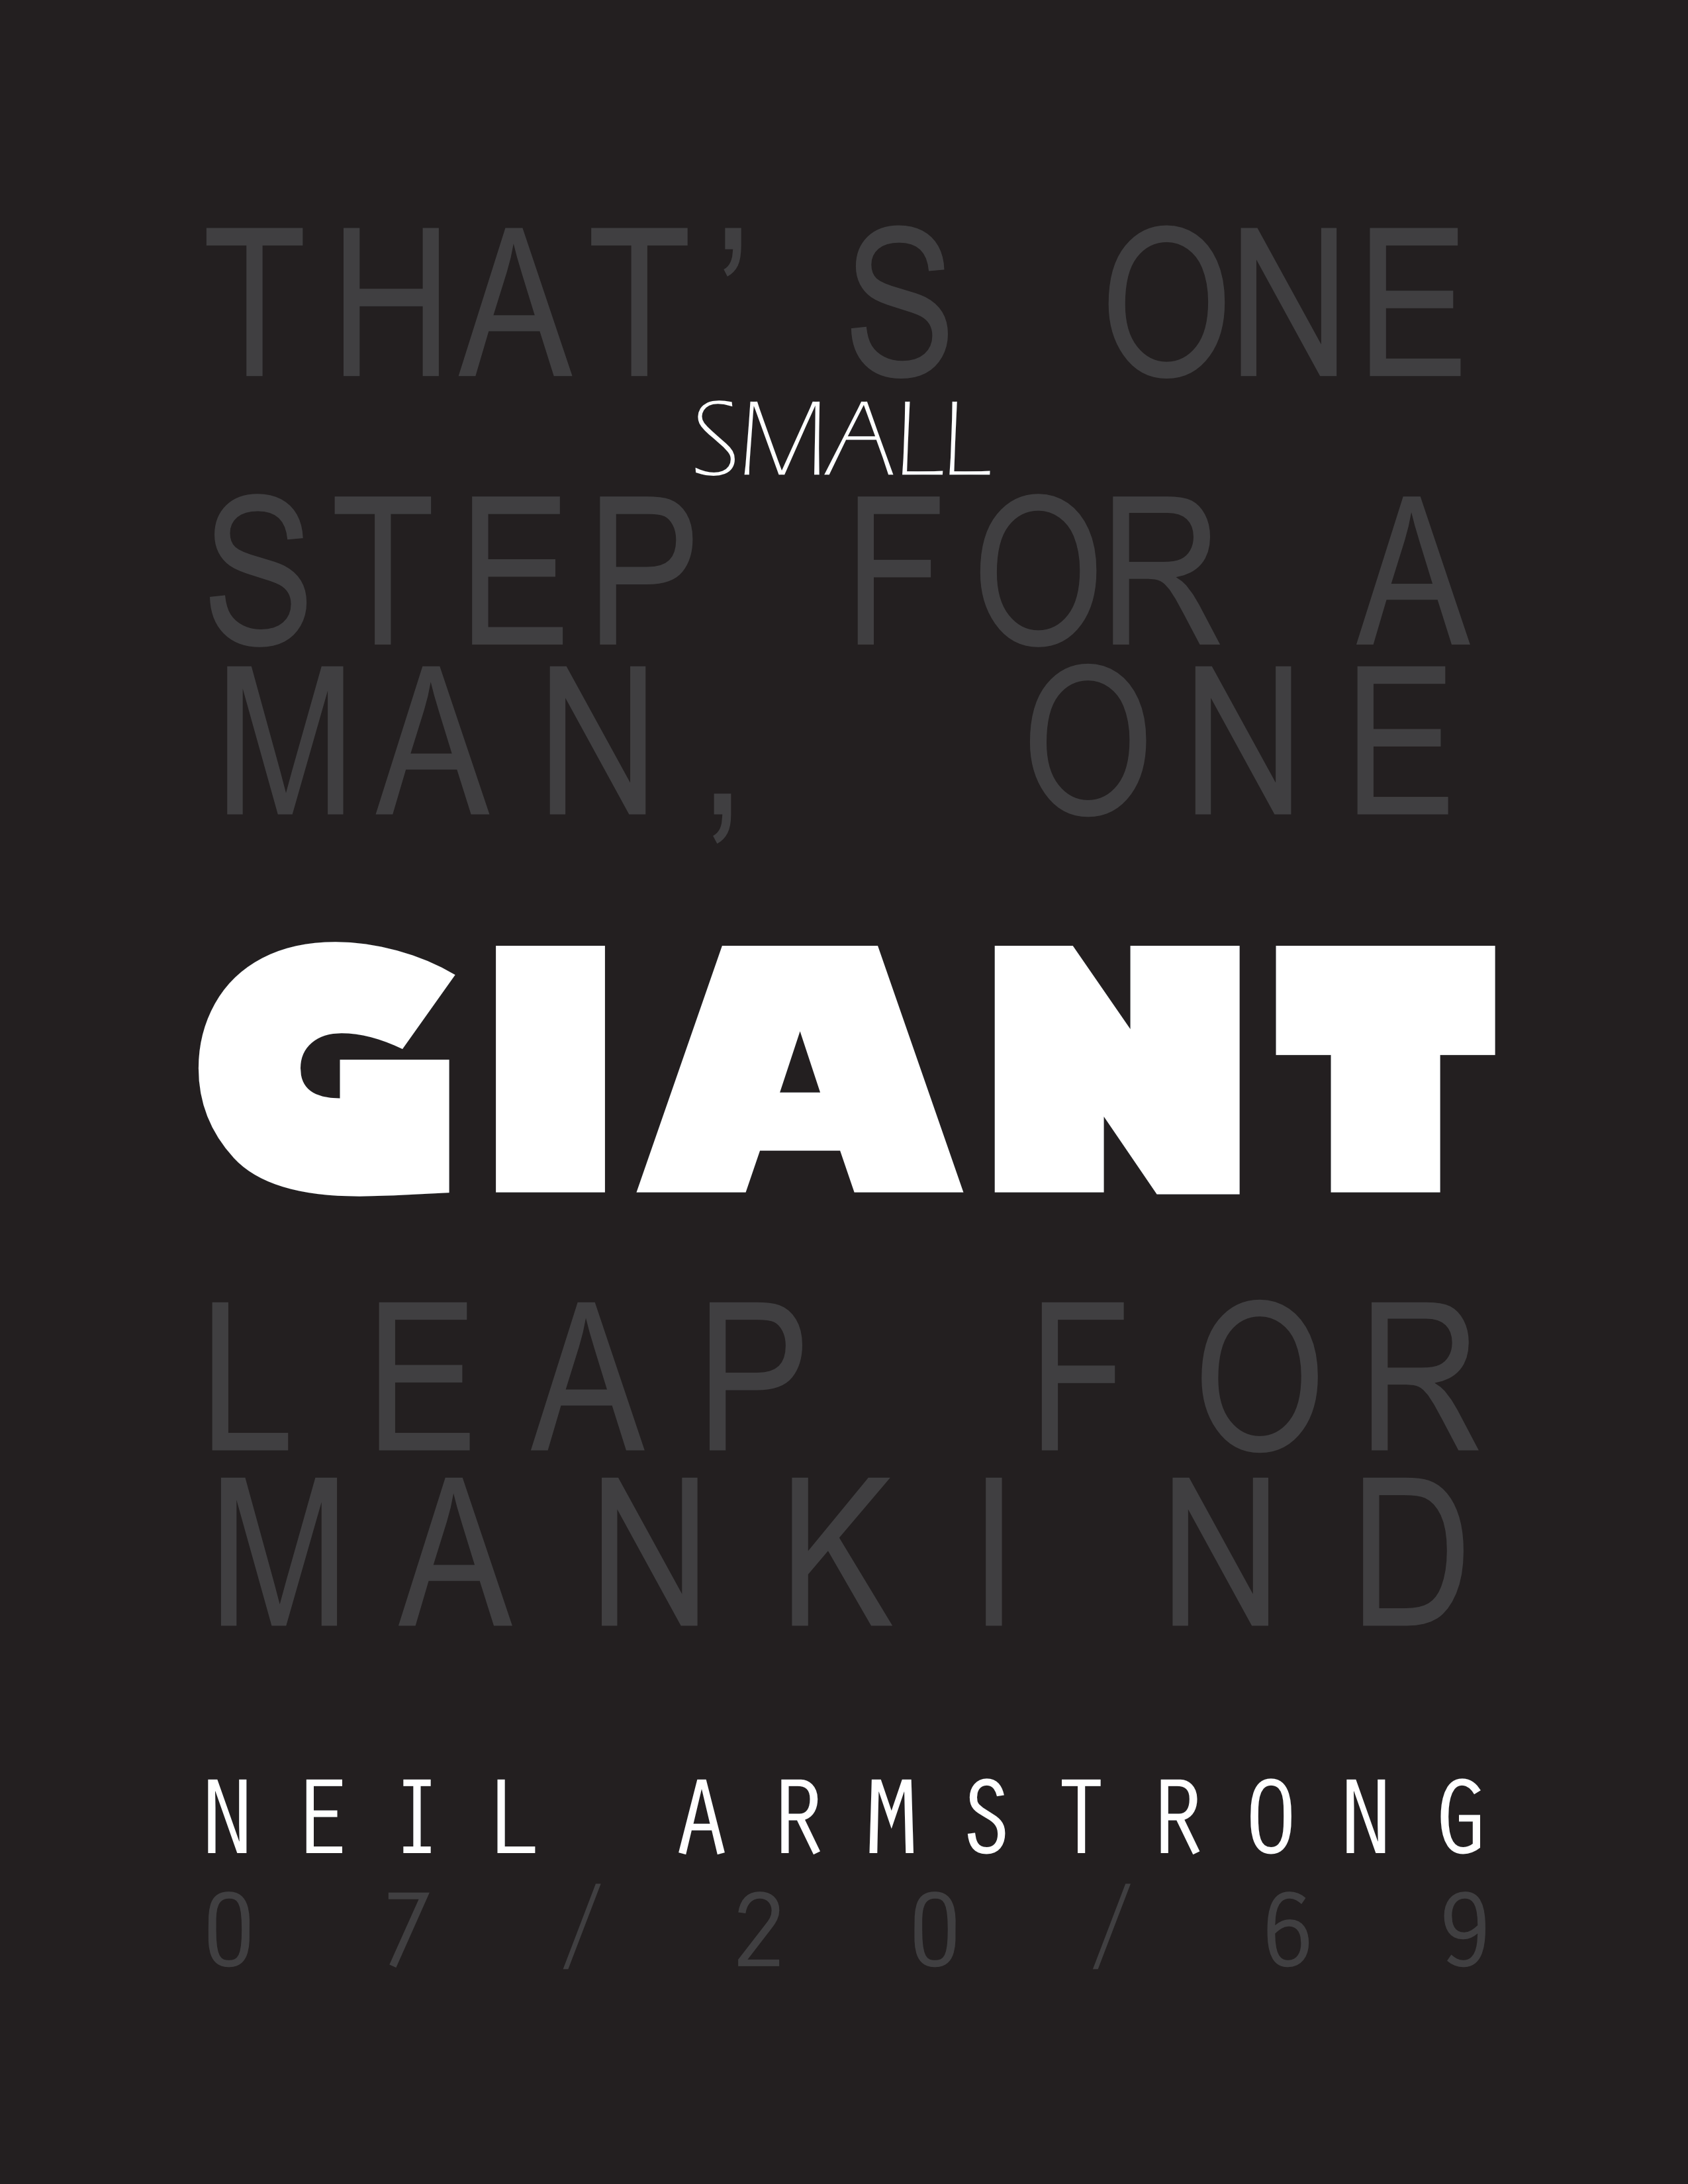 THAT’S ONE
SMALL
STEP FOR A
MAN, ONE
GIANT
LEAP FOR
MANKIND
NEIL ARMSTRONG
07/20/69